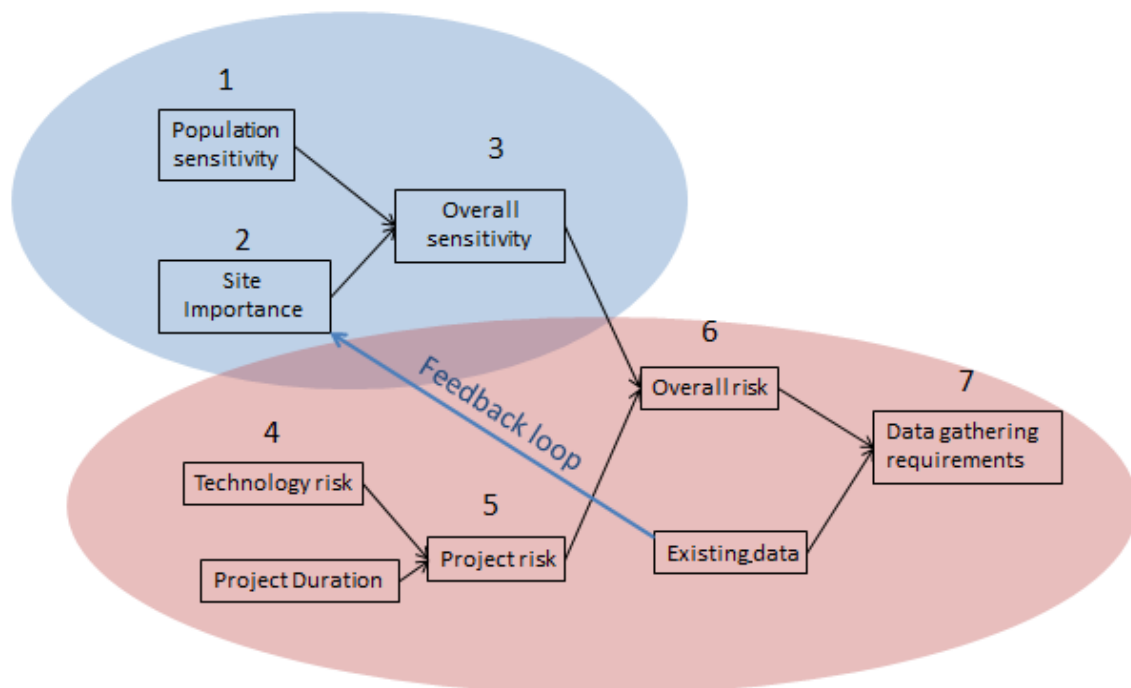 1
Population
sensitivity
2
Site
Importance
3
Overall
sensitivity
4
Technology risk
Project Duration
5
Project risk
Feedback loop
6
Overall risk
Existing data
7
Data gathering
requirements